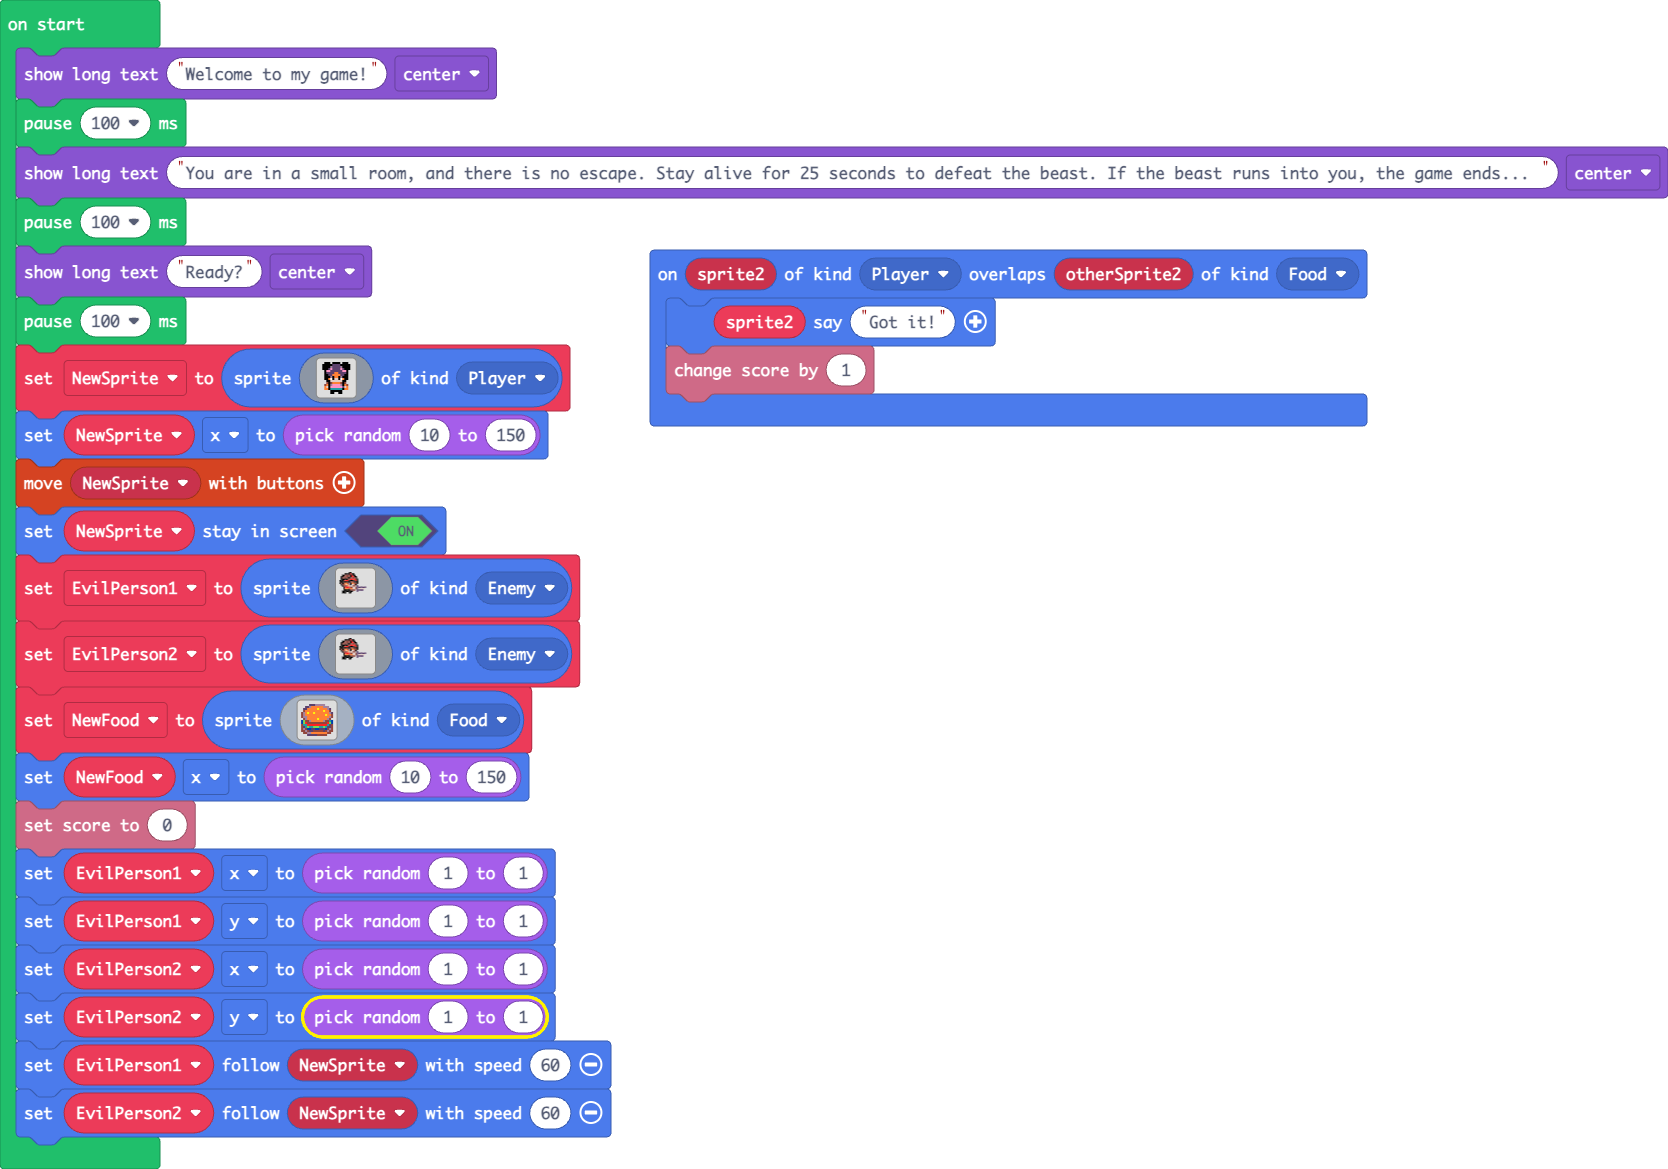 on start
show long text "Welcome to my game!" center
pause 100 ms
show long text "You are in a small room, and there is no escape. Stay alive for 25 seconds to defeat the beast. If the beast runs into you, the game ends... " center
pause 100 ms
show long text "Ready?" center
pause 100 ms
set NewSprite to sprite of kind Player
set NewSprite x to pick random 10 to 150
move NewSprite with buttons
set NewSprite stay in screen ON
set EvilPerson1 to sprite of kind Enemy
set EvilPerson2 to sprite of kind Enemy
set NewFood to sprite of kind Food
set NewFood x to pick random 10 to 150
set score to 0
set EvilPerson1 x to pick random 1 to 1
set EvilPerson1 y to pick random 1 to 1
set EvilPerson2 x to pick random 1 to 1
set EvilPerson2 y to pick random 1 to 1
set EvilPerson1 follow NewSprite with speed 60
set EvilPerson2 follow NewSprite with speed 60
on sprite2 of kind Player overlaps otherSprite2 of kind Food
sprite2 say "Got it!"
change score by 1